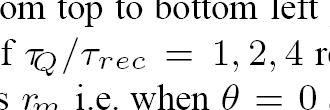 om top to bottom left
f τ_Q/τ_rec = 1, 2, 4 r
s r_m i.e. when θ = 0